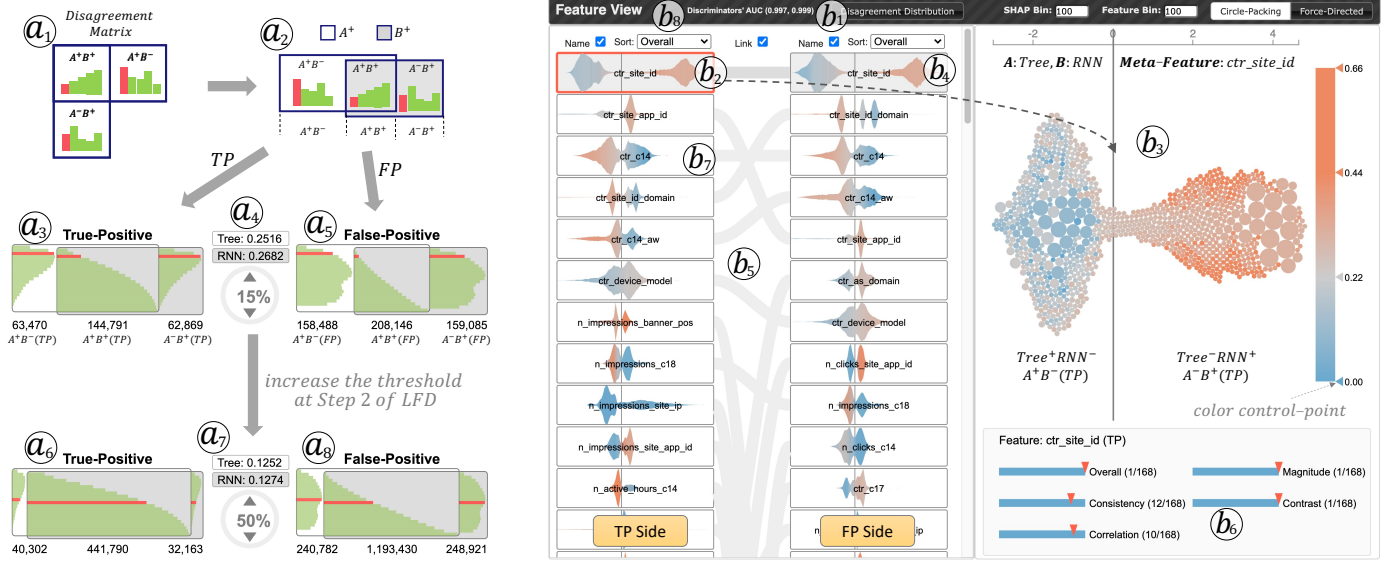 a1
Disagreement
Matrix
A⁺B⁺
A⁺B⁻
A⁻B⁺
a2
A⁺
B⁺
A⁺B⁻
A⁺B⁺
A⁻B⁺
A⁺B⁻
A⁺B⁺
A⁻B⁺
TP
FP
a3
True-Positive
a4
Tree: 0.2516
RNN: 0.2682
15%
a5
False-Positive
63,470
144,791
62,869
A⁺B⁻(TP)
A⁺B⁺(TP)
A⁻B⁺(TP)
158,488
208,146
159,085
A⁺B⁻(FP)
A⁺B⁺(FP)
A⁻B⁺(FP)
increase the threshold
at Step 2 of LFD
a6
True-Positive
a7
Tree: 0.1252
RNN: 0.1274
50%
a8
False-Positive
40,302
441,790
32,163
240,782
1,193,430
248,921
Feature View
b8
Discriminators' AUC (0.997, 0.999)
b1
Disagreement Distribution
SHAP Bin: 100
Feature Bin: 100
Circle-Packing
Force-Directed
Name
Sort: Overall
Link
Name
Sort: Overall
ctr_site_id
b2
ctr_site_app_id
ctr_c14
b7
ctr_site_id_domain
ctr_c14_aw
ctr_device_model
n_impressions_banner_pos
n_impressions_c18
n_impressions_site_ip
n_impressions_site_app_id
n_active_hours_c14
TP Side
b5
ctr_site_id
b4
ctr_site_id_domain
ctr_c14
ctr_c14_aw
ctr_site_app_id
ctr_as_domain
ctr_device_model
n_clicks_site_app_id
n_impressions_c18
n_clicks_c14
ctr_c17
FP Side
-2
0
2
4
A: Tree, B: RNN
Meta-Feature: ctr_site_id
b3
0.66
0.44
0.22
0.00
Tree⁺RNN⁻
A⁺B⁻(TP)
Tree⁻RNN⁺
A⁻B⁺(TP)
color control-point
Feature: ctr_site_id (TP)
Overall (1/168)
Magnitude (1/168)
Consistency (12/168)
Contrast (1/168)
Correlation (10/168)
b6